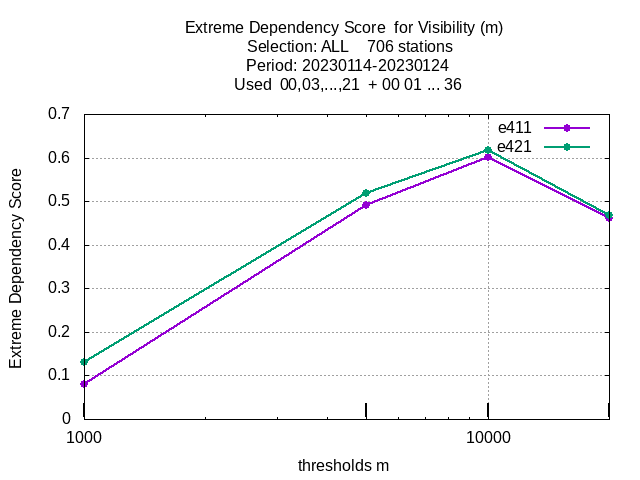 Extreme Dependency Score  for Visibility (m)
Selection: ALL    706 stations
Period: 20230114-20230124
Used  00,03,...,21  + 00 01 ... 36
e411
e421
Extreme Dependency Score
0.7
0.6
0.5
0.4
0.3
0.2
0.1
0
1000
10000
thresholds m